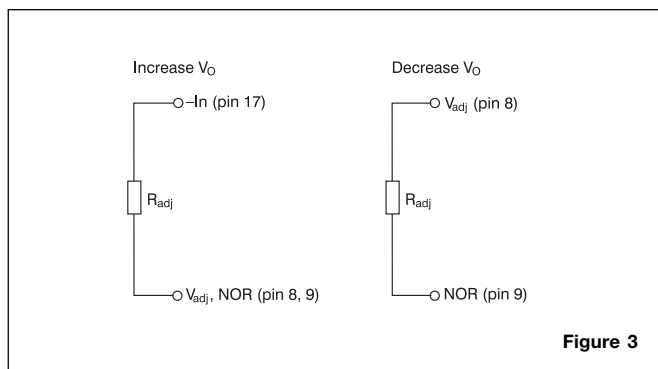 Increase VO
Decrease VO
–In (pin 17)
Vadj (pin 8)
Radj
Radj
Vadj, NOR (pin 8, 9)
NOR (pin 9)
Figure 3